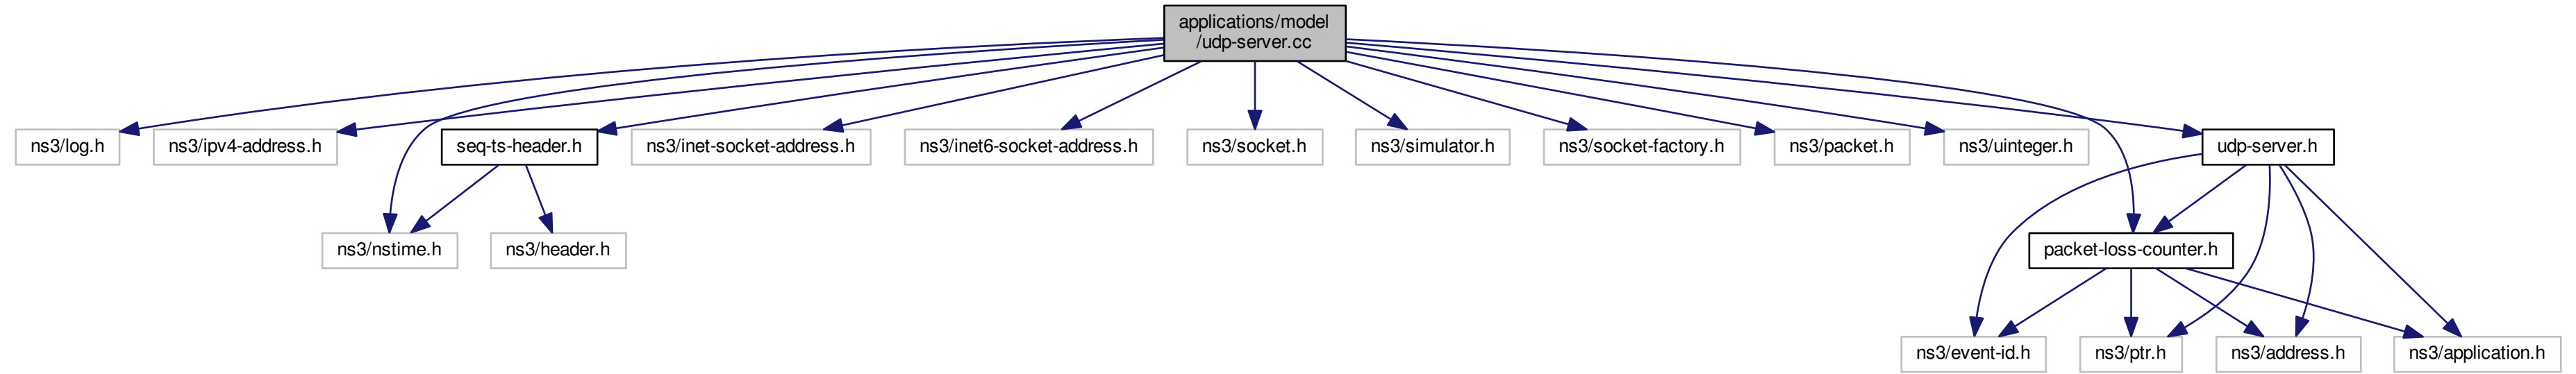 applications/model
/udp-server.cc
ns3/log.h
ns3/ipv4-address.h
seq-ts-header.h
ns3/inet-socket-address.h
ns3/inet6-socket-address.h
ns3/socket.h
ns3/simulator.h
ns3/socket-factory.h
ns3/packet.h
ns3/uinteger.h
udp-server.h
ns3/nstime.h
ns3/header.h
packet-loss-counter.h
ns3/event-id.h
ns3/ptr.h
ns3/address.h
ns3/application.h